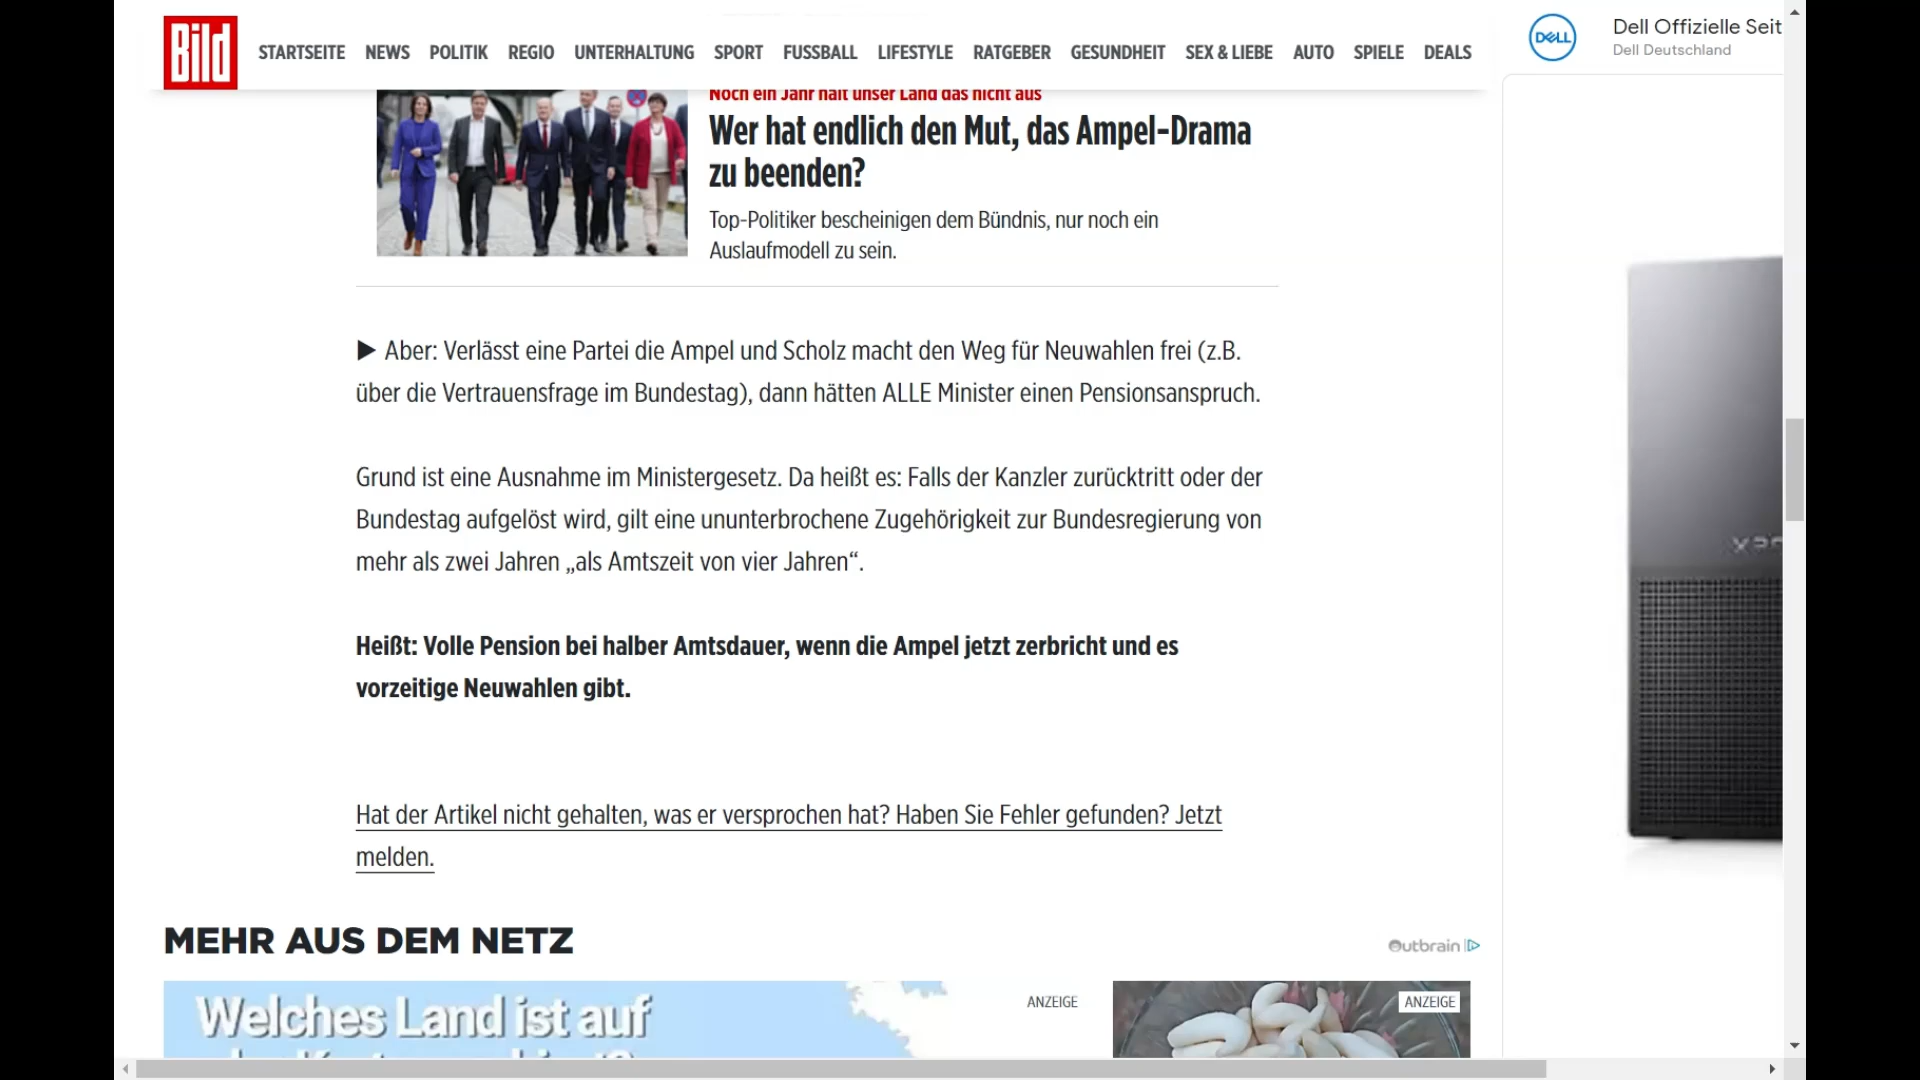 Bild
STARTSEITE NEWS POLITIK REGIO UNTERHALTUNG SPORT FUSSBALL LIFESTYLE RATGEBER GESUNDHEIT SEX & LIEBE AUTO SPIELE DEALS
DELL
Dell Offizielle Seit
Dell Deutschland
Noch ein Jahr hält unser Land das nicht aus
Wer hat endlich den Mut, das Ampel-Drama
zu beenden?
Top-Politiker bescheinigen dem Bündnis, nur noch ein
Auslaufmodell zu sein.
▶ Aber: Verlässt eine Partei die Ampel und Scholz macht den Weg für Neuwahlen frei (z.B.
über die Vertrauensfrage im Bundestag), dann hätten ALLE Minister einen Pensionsanspruch.
Grund ist eine Ausnahme im Ministergesetz. Da heißt es: Falls der Kanzler zurücktritt oder der
Bundestag aufgelöst wird, gilt eine ununterbrochene Zugehörigkeit zur Bundesregierung von
mehr als zwei Jahren „als Amtszeit von vier Jahren“.
Heißt: Volle Pension bei halber Amtsdauer, wenn die Ampel jetzt zerbricht und es
vorzeitige Neuwahlen gibt.
Hat der Artikel nicht gehalten, was er versprochen hat? Haben Sie Fehler gefunden? Jetzt
melden.
MEHR AUS DEM NETZ
Outbrain
Welches Land ist auf
ANZEIGE
ANZEIGE